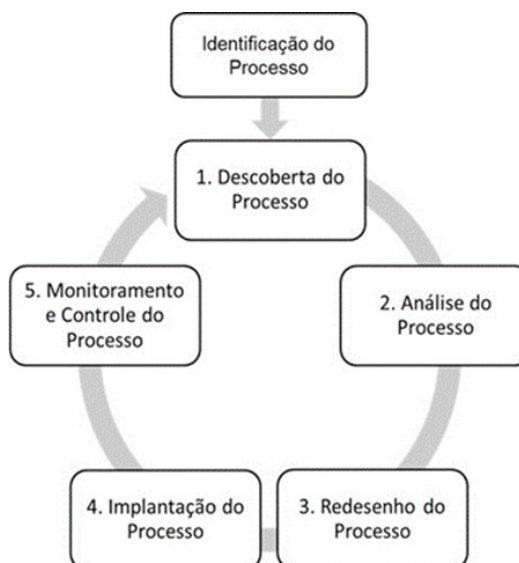 Identificação do
Processo
1. Descoberta do
Processo
2. Análise do
Processo
3. Redesenho do
Processo
4. Implantação do
Processo
5. Monitoramento
e Controle do
Processo